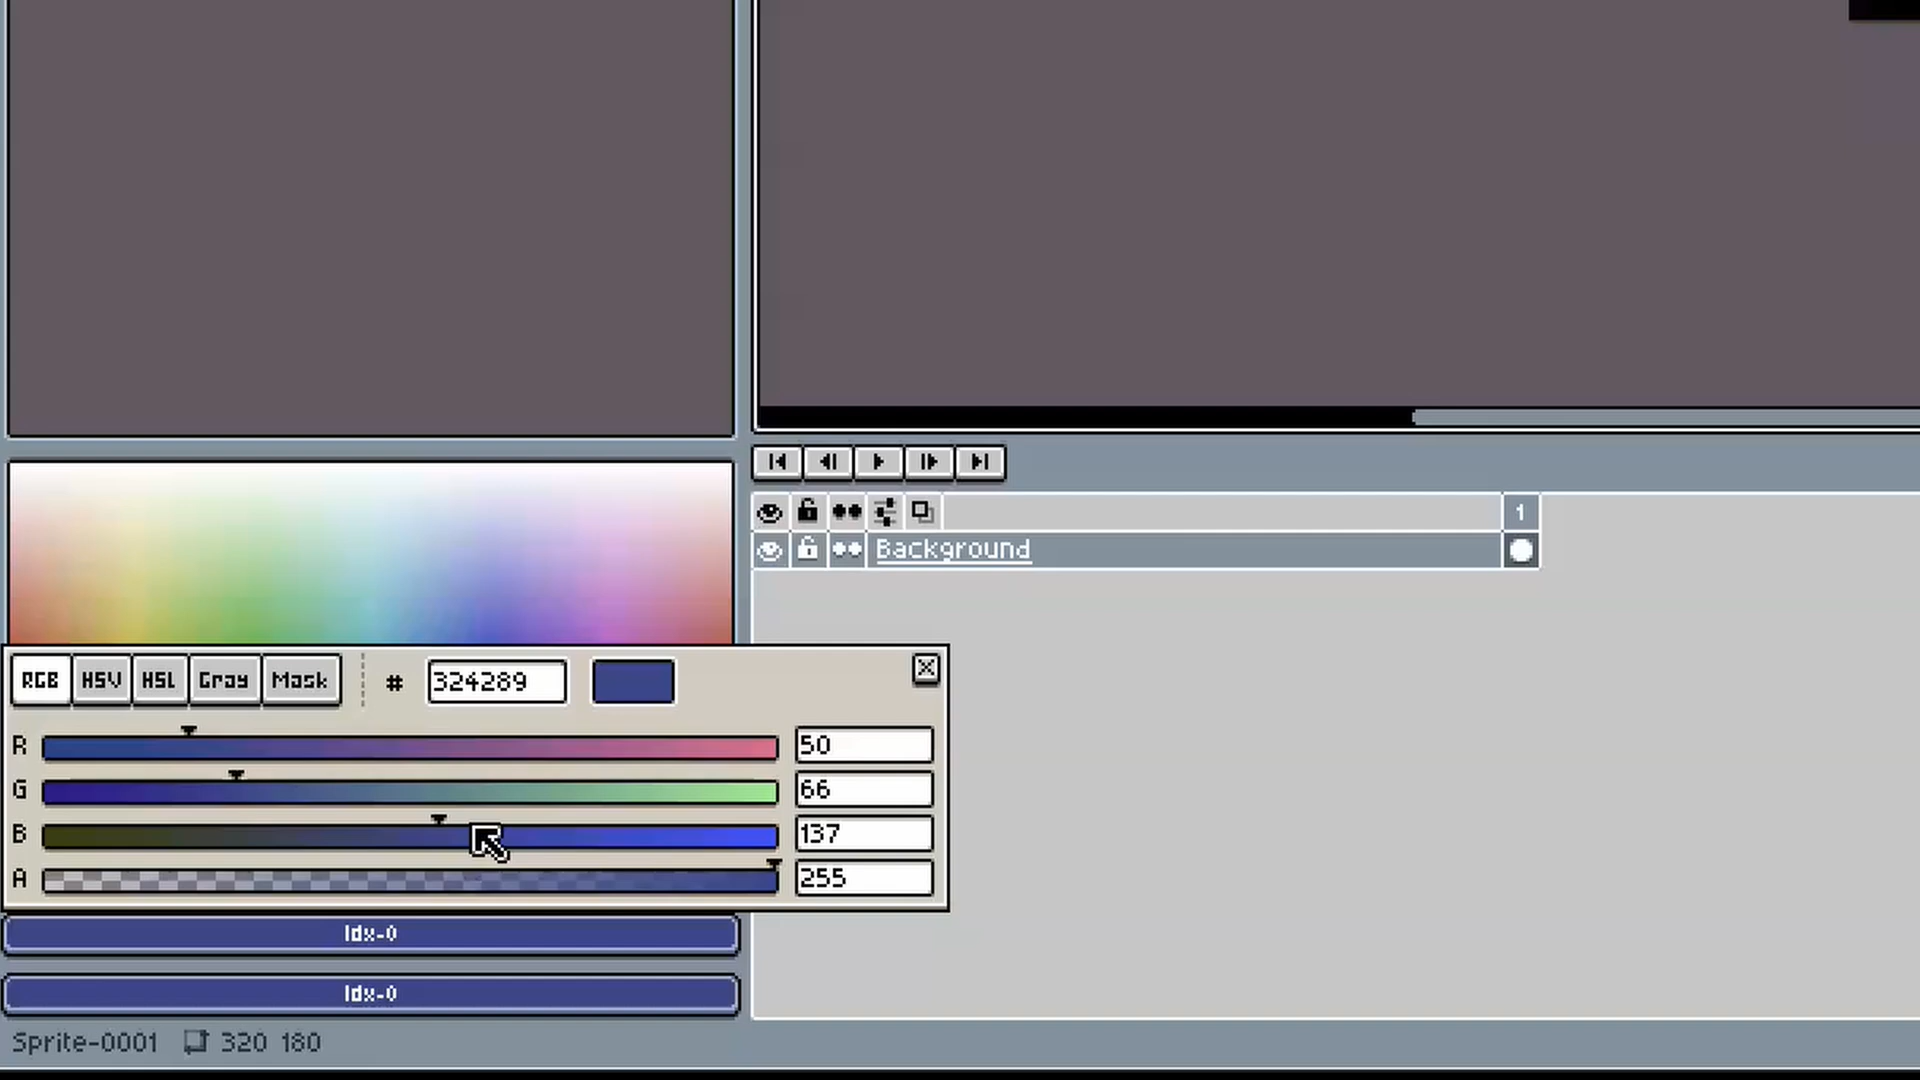 1
Background
RGB HSV HSL Gray Mask # 324289
R 50
G 66
B 137
A 255
Idx-0
Idx-0
Sprite-0001 320 180